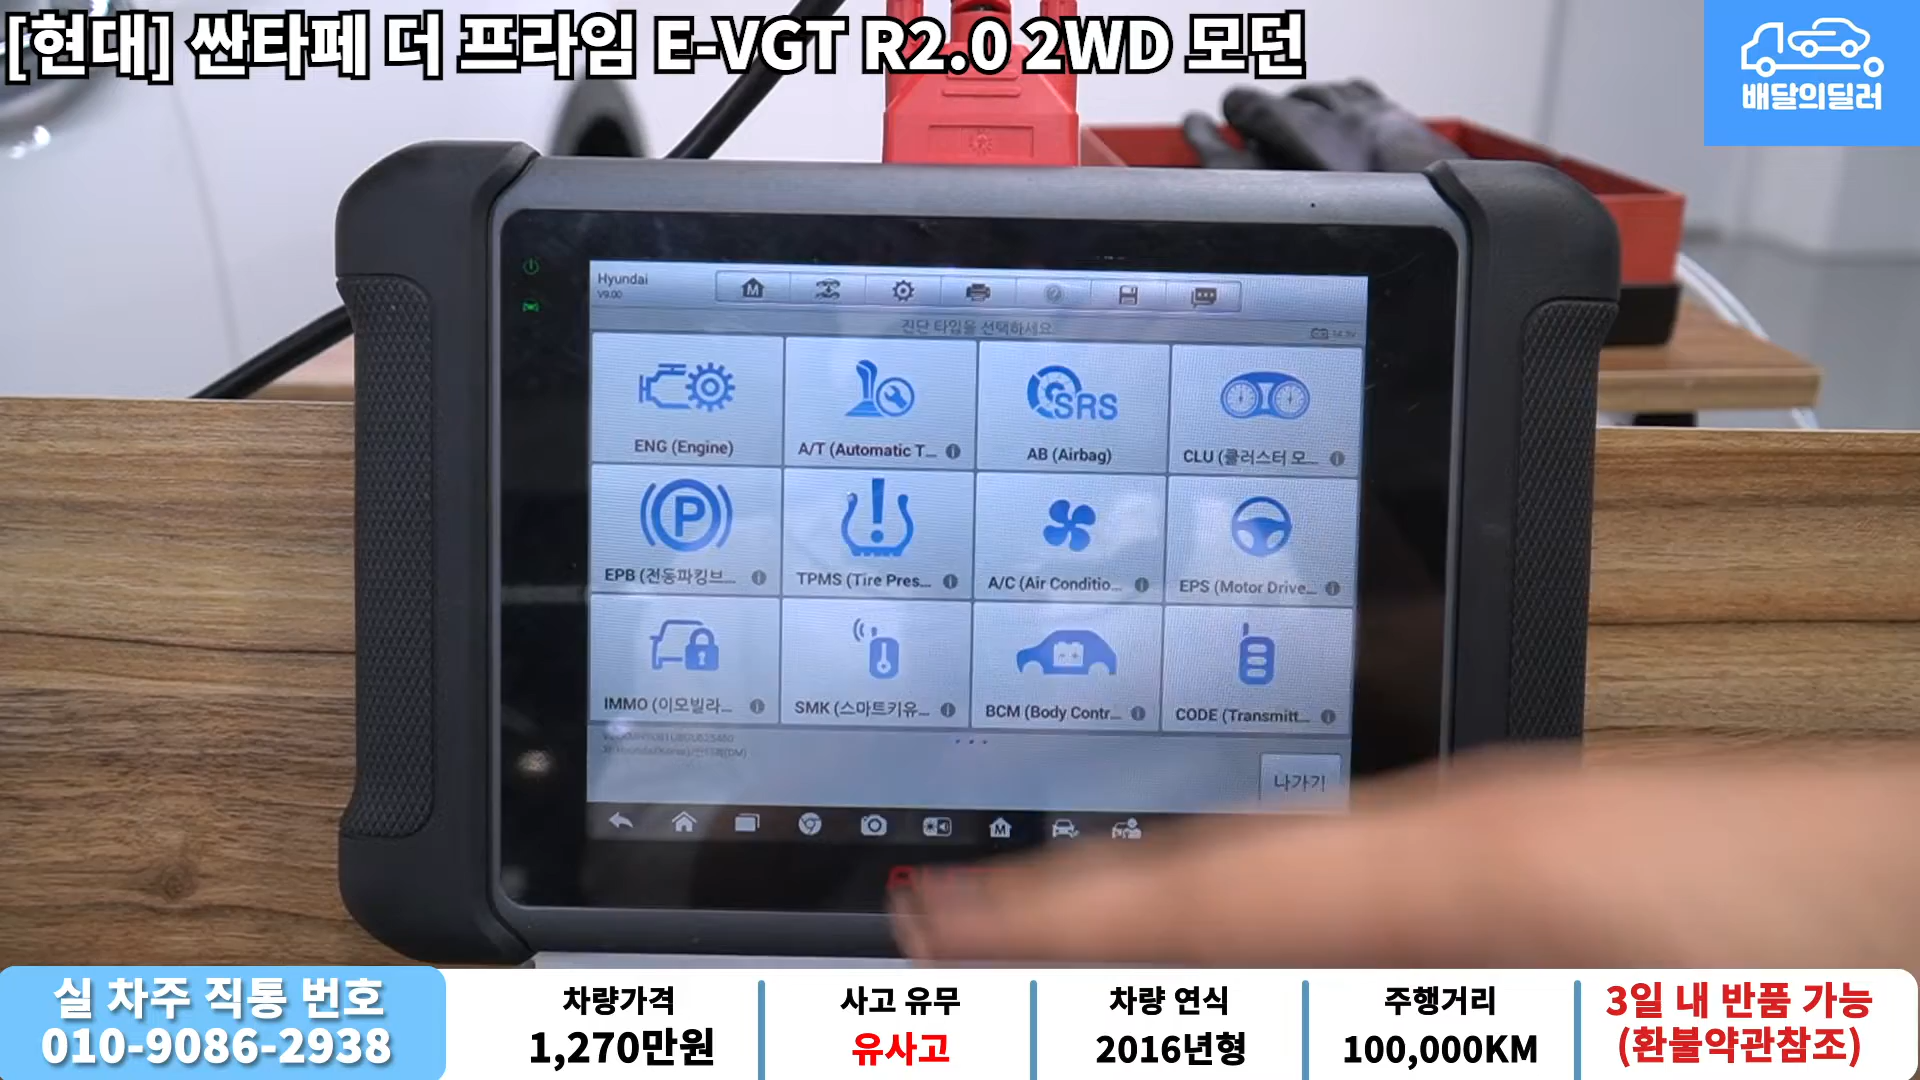 [현대] 싼타페 더 프라임 E-VGT R2.0 2WD 모던
배달의딜러
Hyundai
V9.00
진단 타입을 선택하세요
ENG (Engine)
A/T (Automatic T...
AB (Airbag)
SRS
CLU (클러스터 모...
EPB (전동파킹브...
TPMS (Tire Pres...
A/C (Air Conditio...
EPS (Motor Drive...
IMMO (이모빌라...
SMK (스마트키유...
BCM (Body Contr...
CODE (Transmitt...
나가기
실 차주 직통 번호
010-9086-2938
차량가격
1,270만원
사고 유무
유사고
차량 연식
2016년형
주행거리
100,000KM
3일 내 반품 가능
(환불약관참조)